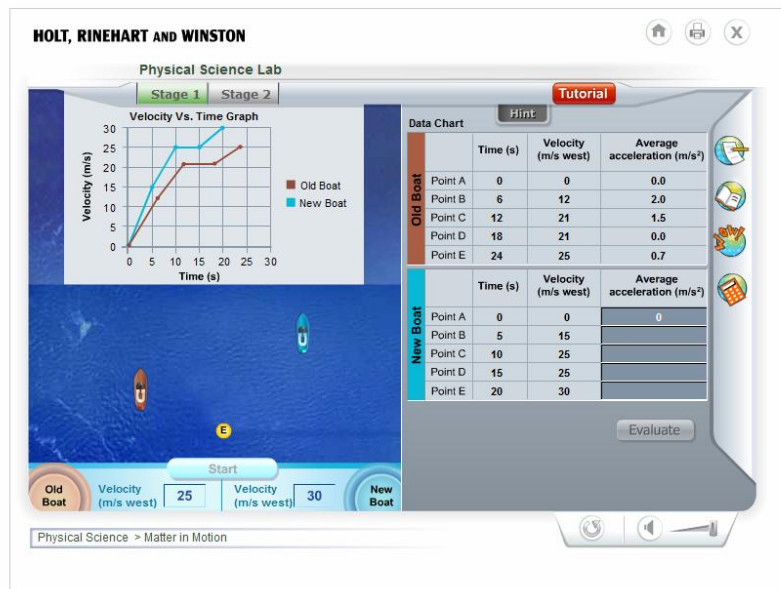 HOLT, RINEHART AND WINSTON
X
Physical Science Lab
Stage 1 Stage 2
Tutorial
Velocity Vs. Time Graph
Velocity (m/s)
30
25
20
15
10
5
0
0 5 10 15 20 25 30
Time (s)
Old Boat
New Boat
Hint
Data Chart
Old Boat
Time (s) Velocity (m/s west) Average acceleration (m/s²)
Point A 0 0 0.0
Point B 6 12 2.0
Point C 12 21 1.5
Point D 18 21 0.0
Point E 24 25 0.7
New Boat
Time (s) Velocity (m/s west) Average acceleration (m/s²)
Point A 0 0 0
Point B 5 15
Point C 10 25
Point D 15 25
Point E 20 30
Evaluate
E
Start
Old Boat
Velocity (m/s west) 25
Velocity (m/s west) 30
New Boat
Physical Science > Matter in Motion